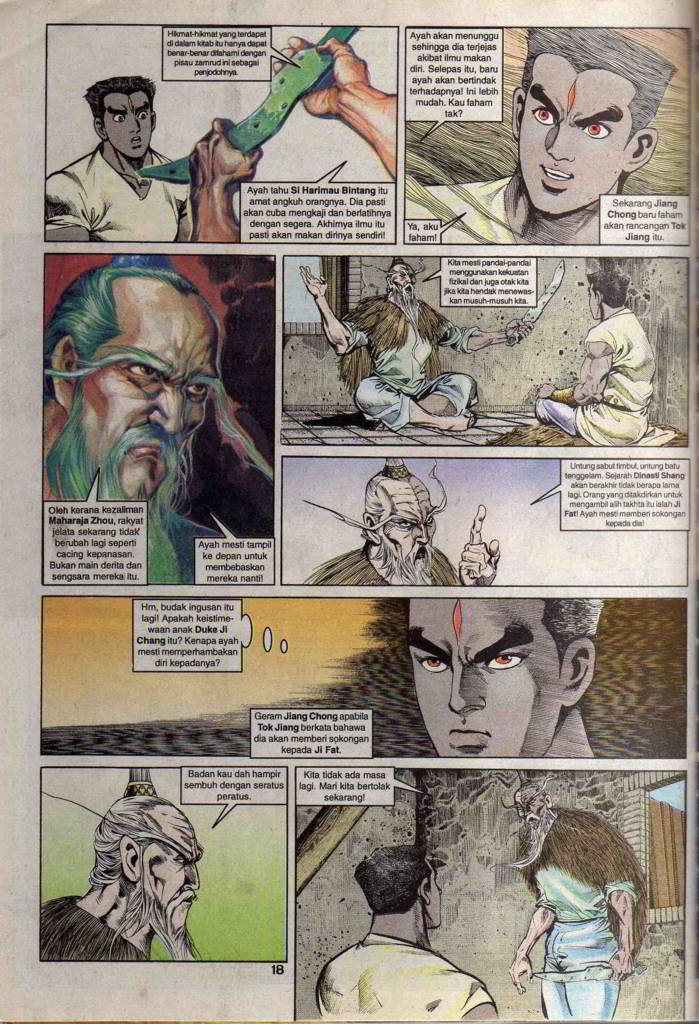 Hikmat-hikmat yang terdapat
di dalam kitab itu hanya dapat
benar-benar difahami dengan
pisau zamrud ini sebagai
penjodohnya.
Ayah tahu Si Harimau Bintang itu
amat angkuh orangnya. Dia pasti
akan cuba mengkaji dan berlatihnya
dengan segera. Akhirnya ilmu itu
pasti akan makan dirinya sendiri!
Ayah akan menunggu
sehingga dia terjejas
akibat ilmu makan
diri. Selepas itu, baru
ayah akan bertindak
terhadapnya! Ini lebih
mudah. Kau faham
tak?
Ya, aku
faham!
Sekarang Jiang
Chong baru faham
akan rancangan Tok
Jiang itu.
Oleh kerana kezaliman
Maharaja Zhou, rakyat
jelata sekarang tidak
berubah lagi seperti
cacing kepanasan.
Bukan main derita dan
sengsara mereka itu.
Ayah mesti tampil
ke depan untuk
membebaskan
mereka nanti!
Kita mesti pandai-pandai
menggunakan kekuatan
fizikal dan juga otak kita
jika kita hendak menewas-
kan musuh-musuh kita.
Untung sabut timbul, untung batu
tenggelam. Sejarah Dinasti Shang
akan berakhir tidak berapa lama
lagi. Orang yang ditakdirkan untuk
mengambil alih takhta itu ialah Ji
Fat! Ayah mesti memberi sokongan
kepada dia!
Hm, budak ingusan itu
lagi! Apakah keistime-
waan anak Duke Ji
Chang itu? Kenapa ayah
mesti memperhambakan
diri kepadanya?
Geram Jiang Chong apabila
Tok Jiang berkata bahawa
dia akan memberi sokongan
kepada Ji Fat.
Badan kau dah hampir
sembuh dengan seratus
peratus.
Kita tidak ada masa
lagi. Mari kita bertolak
sekarang!
18